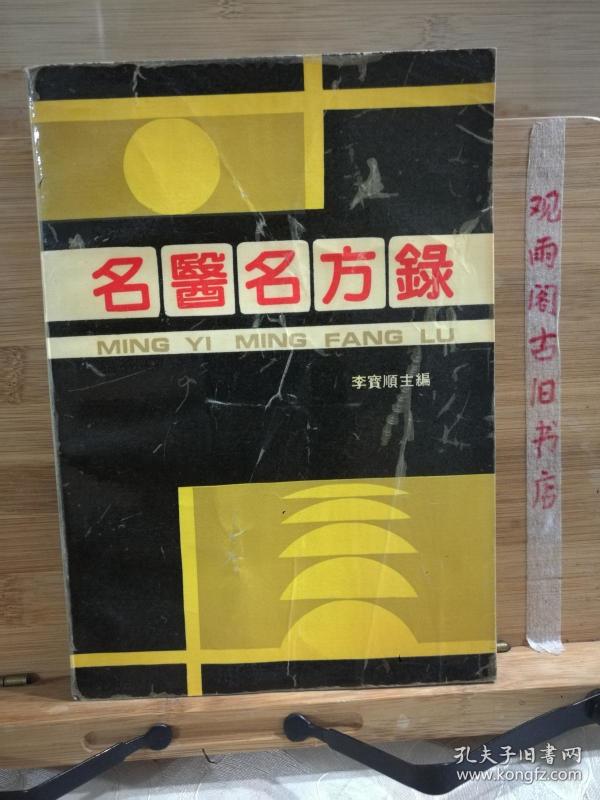 名醫名方錄
MING YI MING FANG LU
李寳順主編
观雨阁古旧书店
孔夫子旧书网
www.kongfz.com